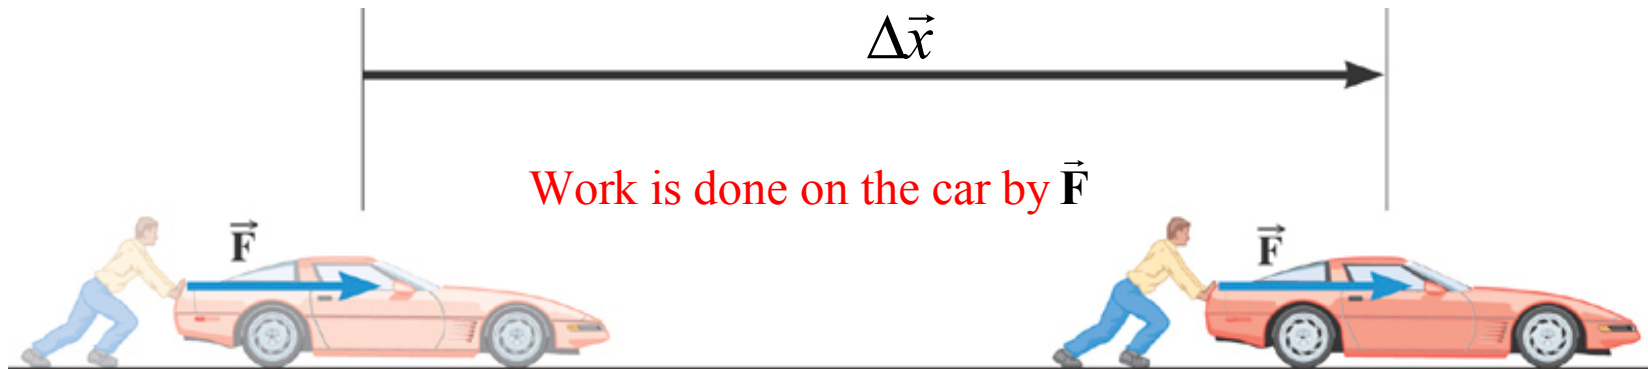 Δx⃗
Work is done on the car by F⃗
F⃗
F⃗